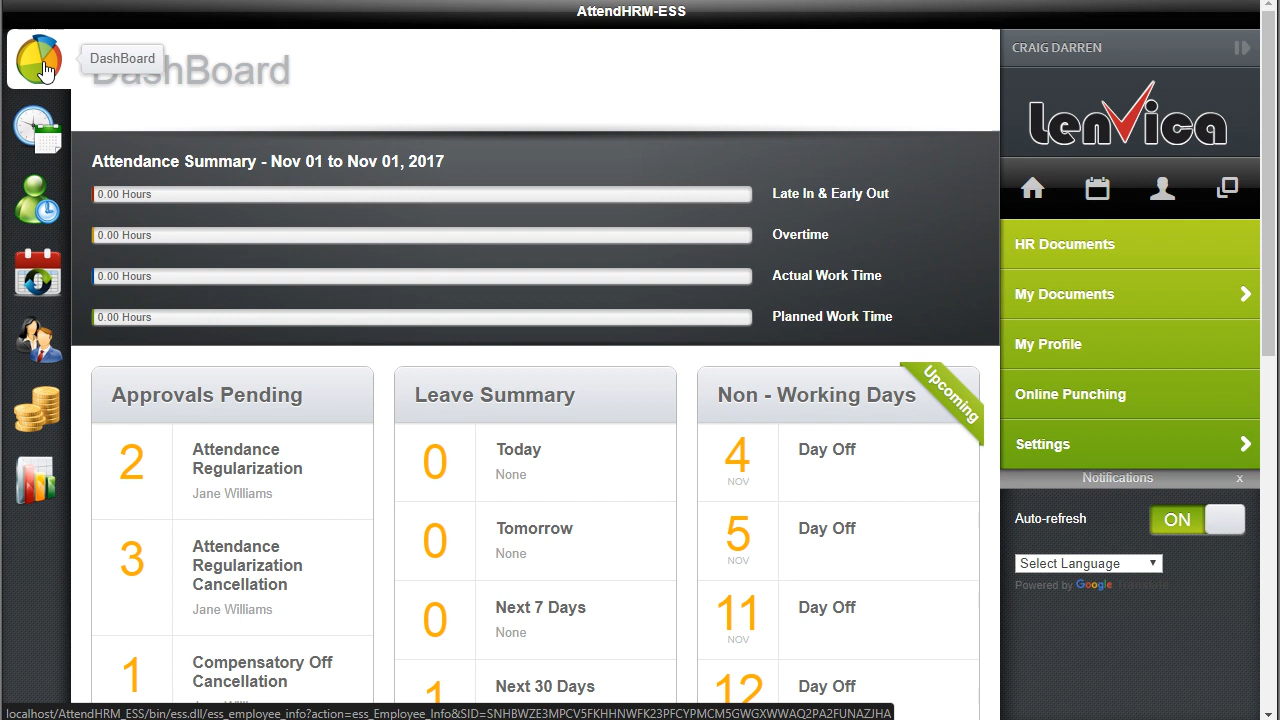 AttendHRM-ESS
DashBoard
DashBoard
CRAIG DARREN
Lenvica
Attendance Summary - Nov 01 to Nov 01, 2017
0.00 Hours
Late In & Early Out
0.00 Hours
Overtime
0.00 Hours
Actual Work Time
0.00 Hours
Planned Work Time
HR Documents
My Documents
My Profile
Online Punching
Settings
Notifications
x
Auto-refresh
ON
Select Language
Powered by Google Translate
Approvals Pending
2
Attendance
Regularization
Jane Williams
3
Attendance
Regularization
Cancellation
Jane Williams
1
Compensatory Off
Cancellation
Leave Summary
0
Today
None
0
Tomorrow
None
0
Next 7 Days
None
1
Next 30 Days
Non - Working Days
Upcoming
4
NOV
Day Off
5
NOV
Day Off
11
NOV
Day Off
12
Day Off
localhost/AttendHRM_ESS/bin/ess.dll/ess_employee_info?action=ess_Employee_Info&SID=SNHBWZE3MPCV5FKHHNWFK23PFCYPMCM5GWGXWWAQ2PA2FUNAZJHA